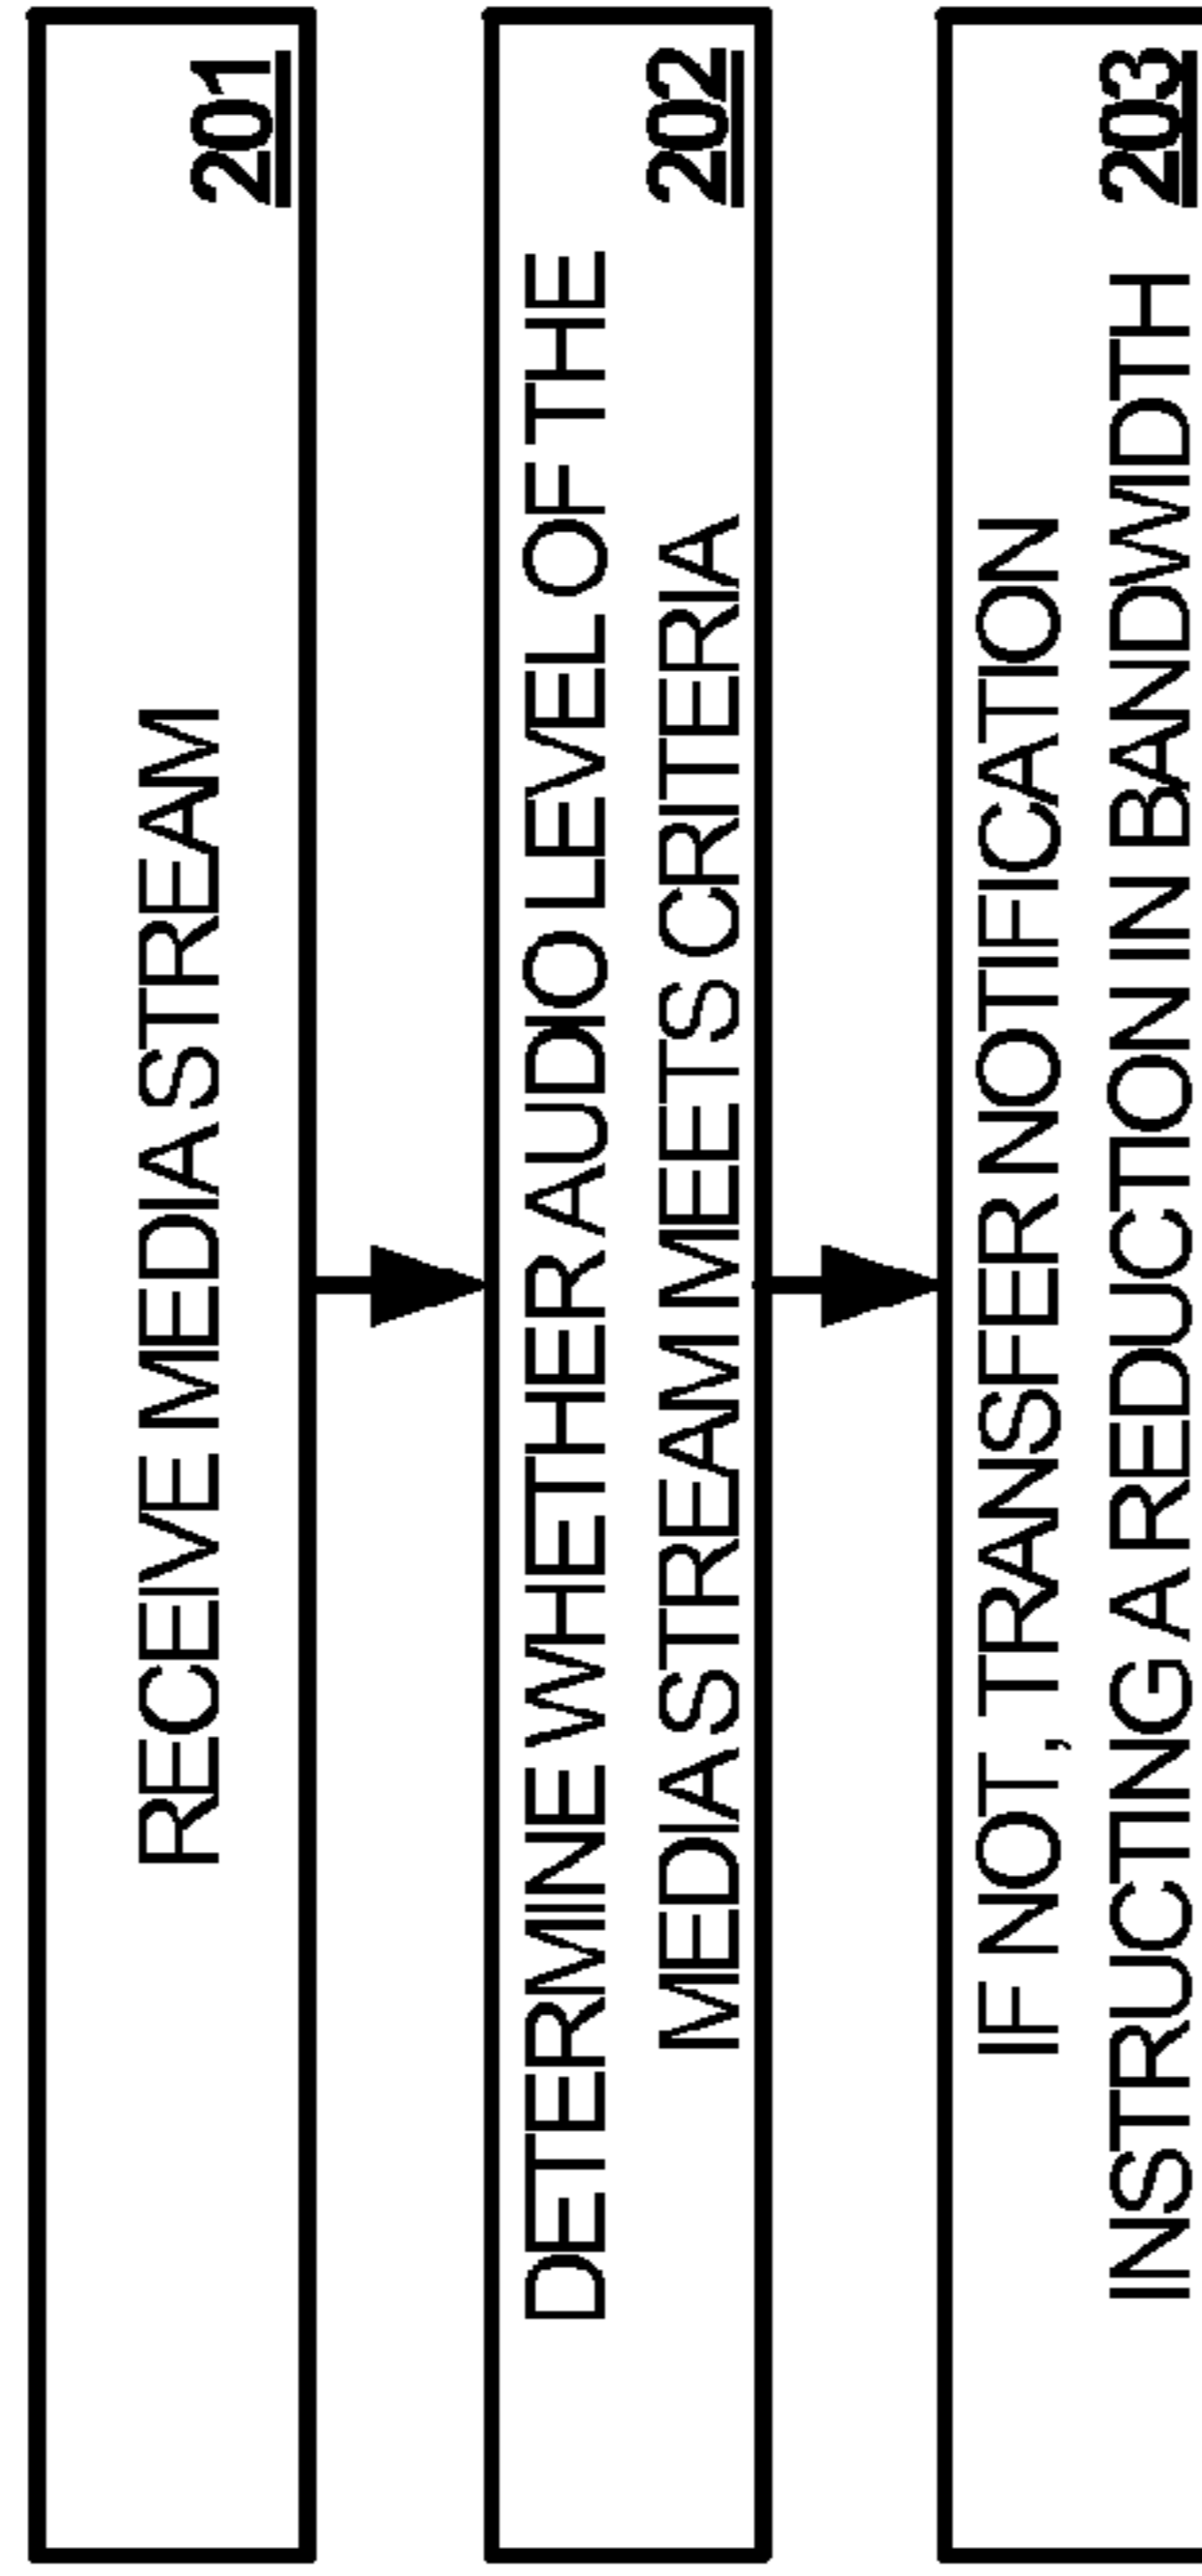 RECEIVE MEDIA STREAM
201
DETERMINE WHETHER AUDIO LEVEL OF THE
MEDIA STREAM MEETS CRITERIA
202
IF NOT, TRANSFER NOTIFICATION
INSTRUCTING A REDUCTION IN BANDWIDTH
203